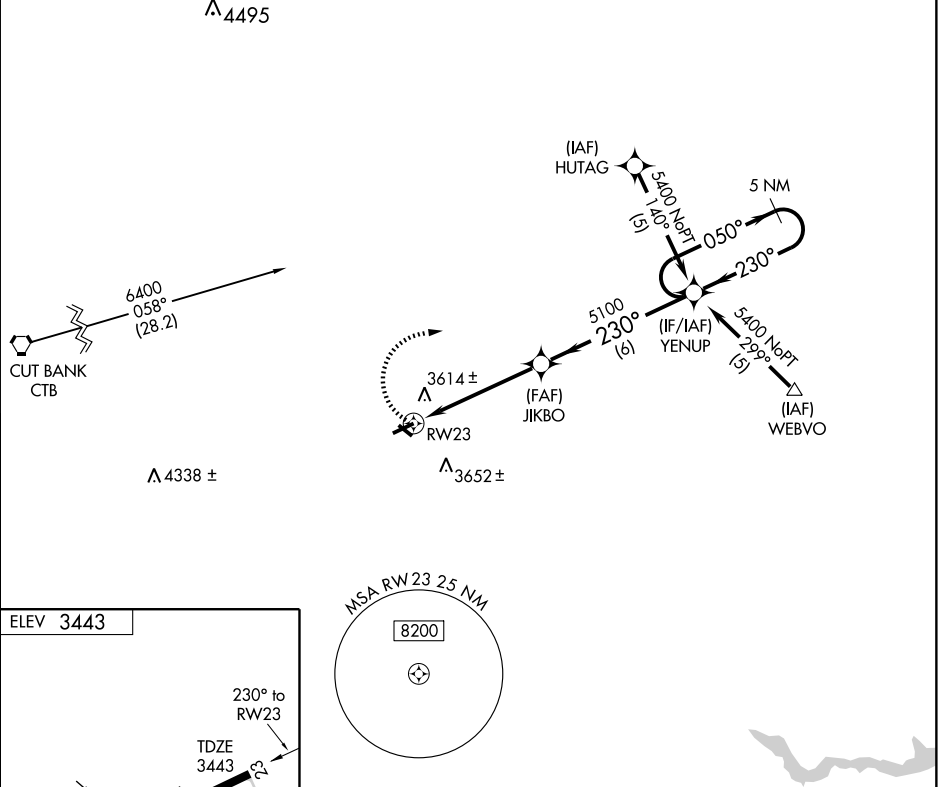 4495
(IAF)
HUTAG
5400 NoPT
140°
(5)
5 NM
050°
230°
6400
058°
(28.2)
CUT BANK
CTB
5100
230°
(6)
(IF/IAF)
YENUP
5400 NoPT
299°
(5)
(IAF)
WEBVO
(FAF)
JIKBO
3614 ±
RW23
4338 ±
3652 ±
MSA RW 23 25 NM
8200
ELEV 3443
230° to
RW23
TDZE
3443
23